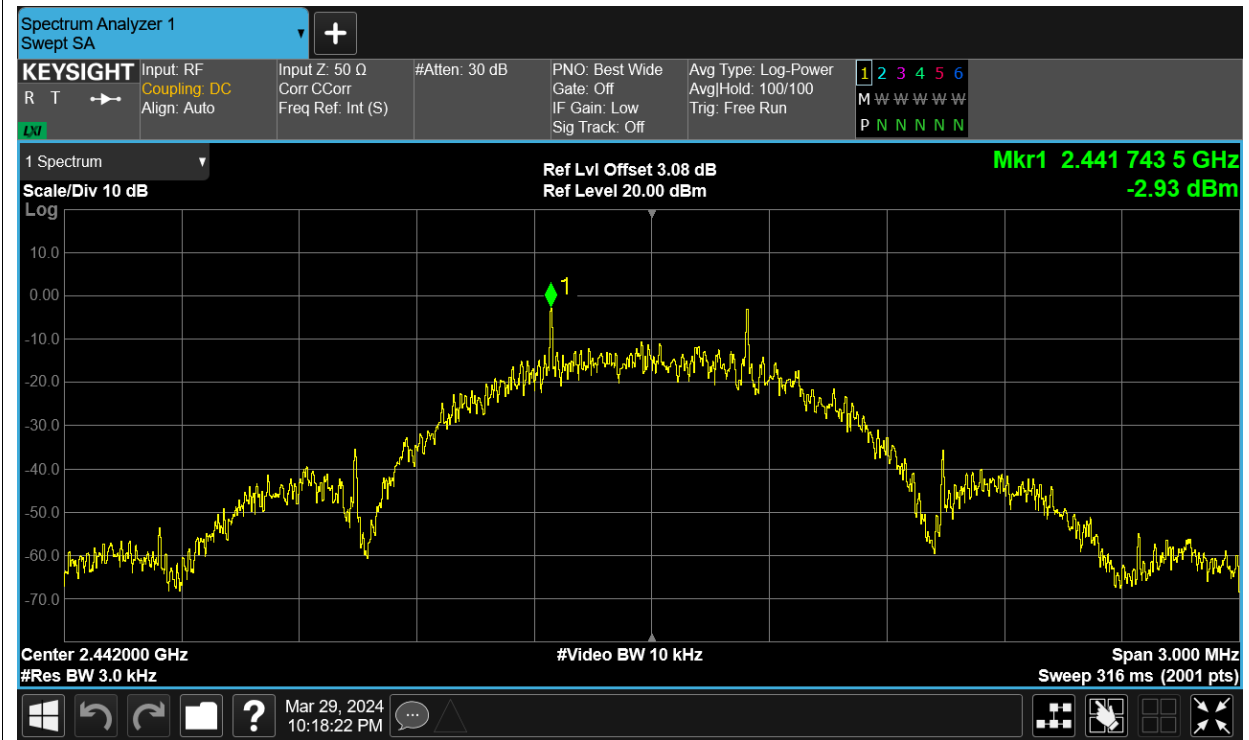 Spectrum Analyzer 1
Swept SA
KEYSIGHT
R T
LXI
Input: RF
Coupling: DC
Align: Auto
Input Z: 50 Ω
Corr CCorr
Freq Ref: Int (S)
#Atten: 30 dB
PNO: Best Wide
Gate: Off
IF Gain: Low
Sig Track: Off
Avg Type: Log-Power
Avg|Hold: 100/100
Trig: Free Run
1 2 3 4 5 6
M W W W W W
P N N N N N
1 Spectrum
Scale/Div 10 dB
Log
Ref Lvl Offset 3.08 dB
Ref Level 20.00 dBm
Mkr1 2.441 743 5 GHz
-2.93 dBm
10.0
0.00
-10.0
-20.0
-30.0
-40.0
-50.0
-60.0
-70.0
1
Center 2.442000 GHz
#Res BW 3.0 kHz
#Video BW 10 kHz
Span 3.000 MHz
Sweep 316 ms (2001 pts)
?
Mar 29, 2024
10:18:22 PM